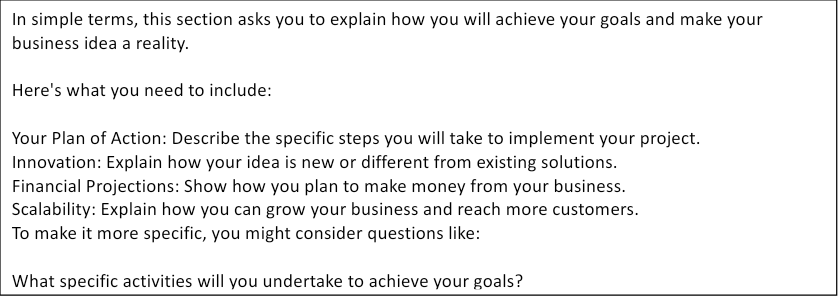 In simple terms, this section asks you to explain how you will achieve your goals and make your
business idea a reality.
Here's what you need to include:
Your Plan of Action: Describe the specific steps you will take to implement your project.
Innovation: Explain how your idea is new or different from existing solutions.
Financial Projections: Show how you plan to make money from your business.
Scalability: Explain how you can grow your business and reach more customers.
To make it more specific, you might consider questions like:
What specific activities will you undertake to achieve your goals?